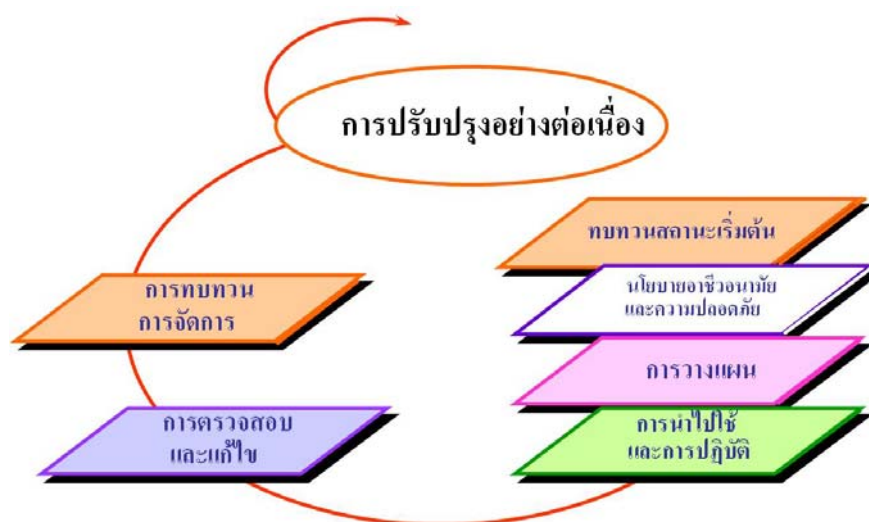 การปรับปรุงอย่างต่อเนื่อง
ทบทวนสถานะเริ่มต้น
นโยบายอาชีวอนามัย
และความปลอดภัย
การวางแผน
การนำไปใช้
และการปฏิบัติ
การตรวจสอบ
และแก้ไข
การทบทวน
การจัดการ